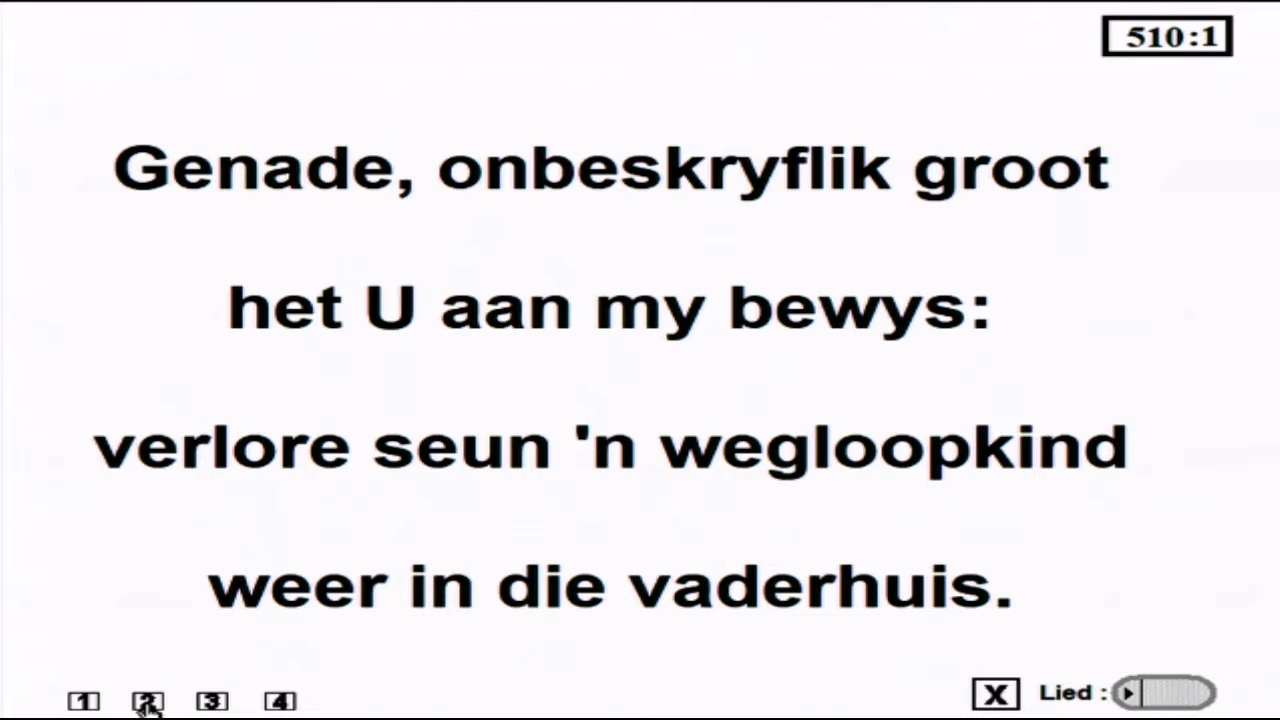 510:1
Genade, onbeskryflik groot
het U aan my bewys:
verlore seun 'n wegloopkind
weer in die vaderhuis.
1 2 3 4 X Lied :